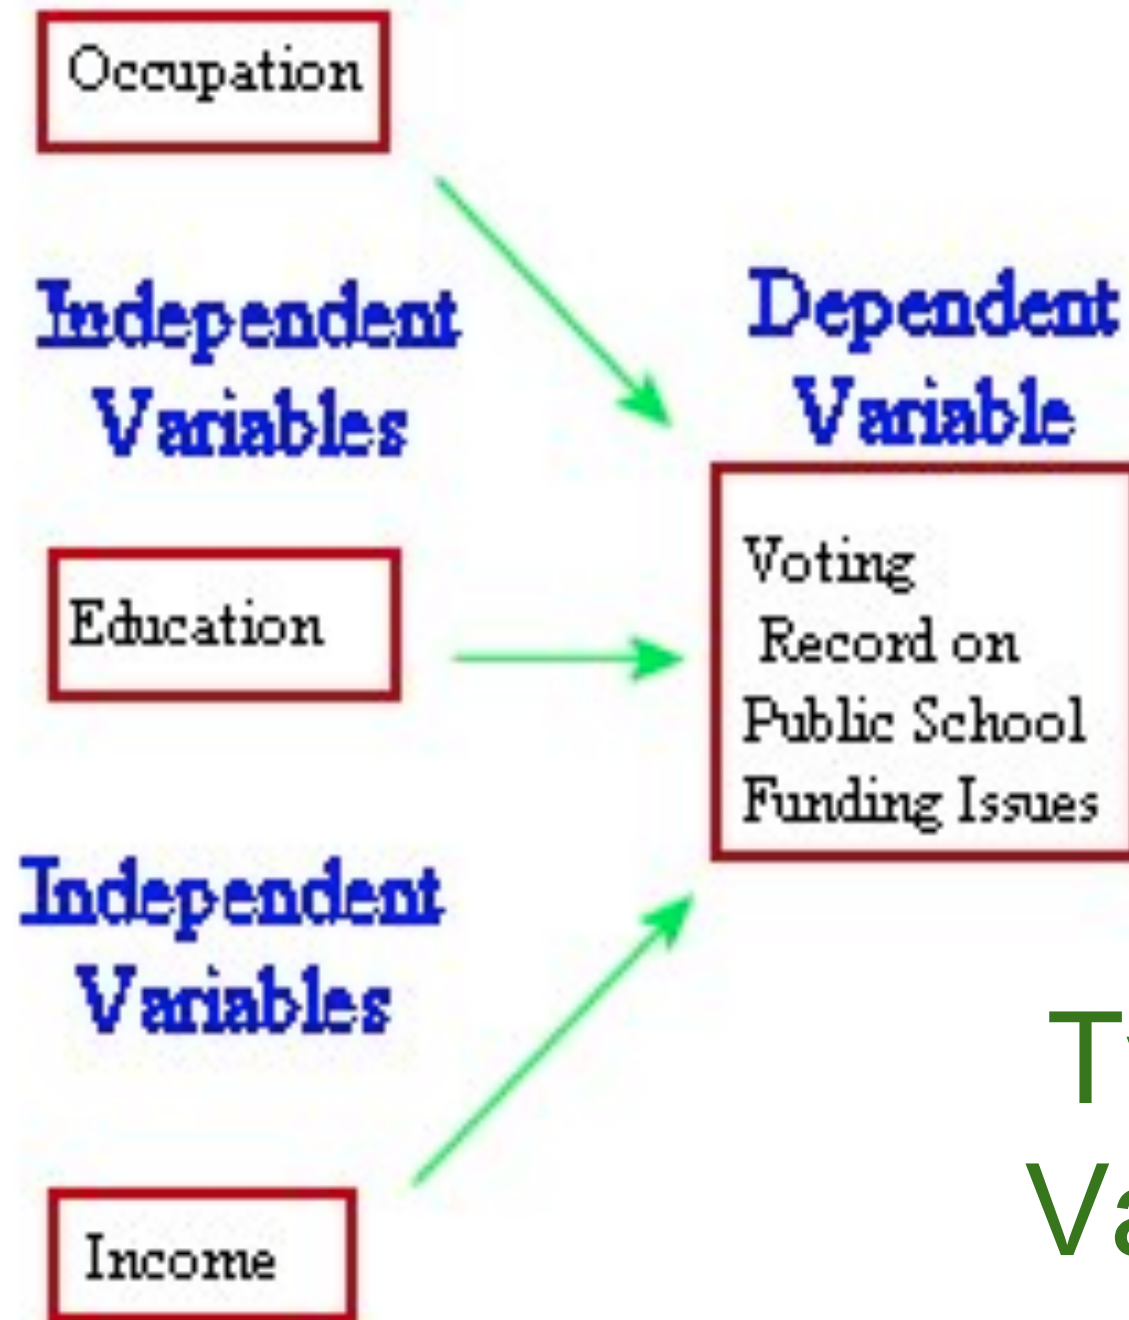 Occupation
Independent
Variables
Education
Independent
Variables
Income
Dependent
Variable
Voting
Record on
Public School
Funding Issues